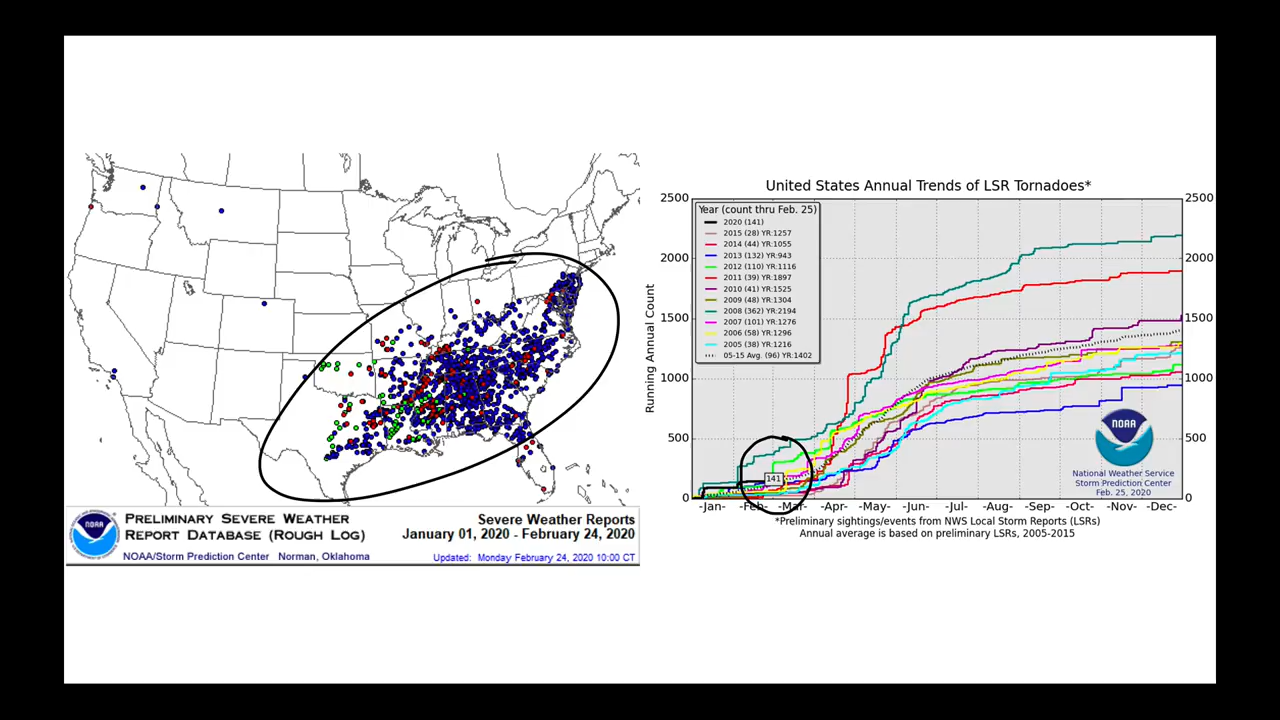 PRELIMINARY SEVERE WEATHER
REPORT DATABASE (ROUGH LOG)
NOAA/Storm Prediction Center Norman, Oklahoma
Severe Weather Reports
January 01, 2020 - February 24, 2020
Updated: Monday February 24, 2020 10:00 CT
NOAA
United States Annual Trends of LSR Tornadoes*
Running Annual Count
2500
2000
1500
1000
500
0
Year (count thru Feb. 25)
2020 (141)
2015 (28) YR:1257
2014 (44) YR:1055
2013 (132) YR:943
2012 (110) YR:1116
2011 (39) YR:1897
2010 (41) YR:1525
2009 (48) YR:1304
2008 (362) YR:2194
2007 (101) YR:1276
2006 (58) YR:1296
2005 (38) YR:1216
05-15 Avg. (96) YR:1402
141
NOAA
National Weather Service
Storm Prediction Center
Feb. 25, 2020
2500
2000
1500
1000
500
0
-Jan- -Feb- -Mar- -Apr- -May- -Jun- -Jul- -Aug- -Sep- -Oct- -Nov- -Dec-
*Preliminary sightings/events from NWS Local Storm Reports (LSRs)
Annual average is based on preliminary LSRs, 2005-2015